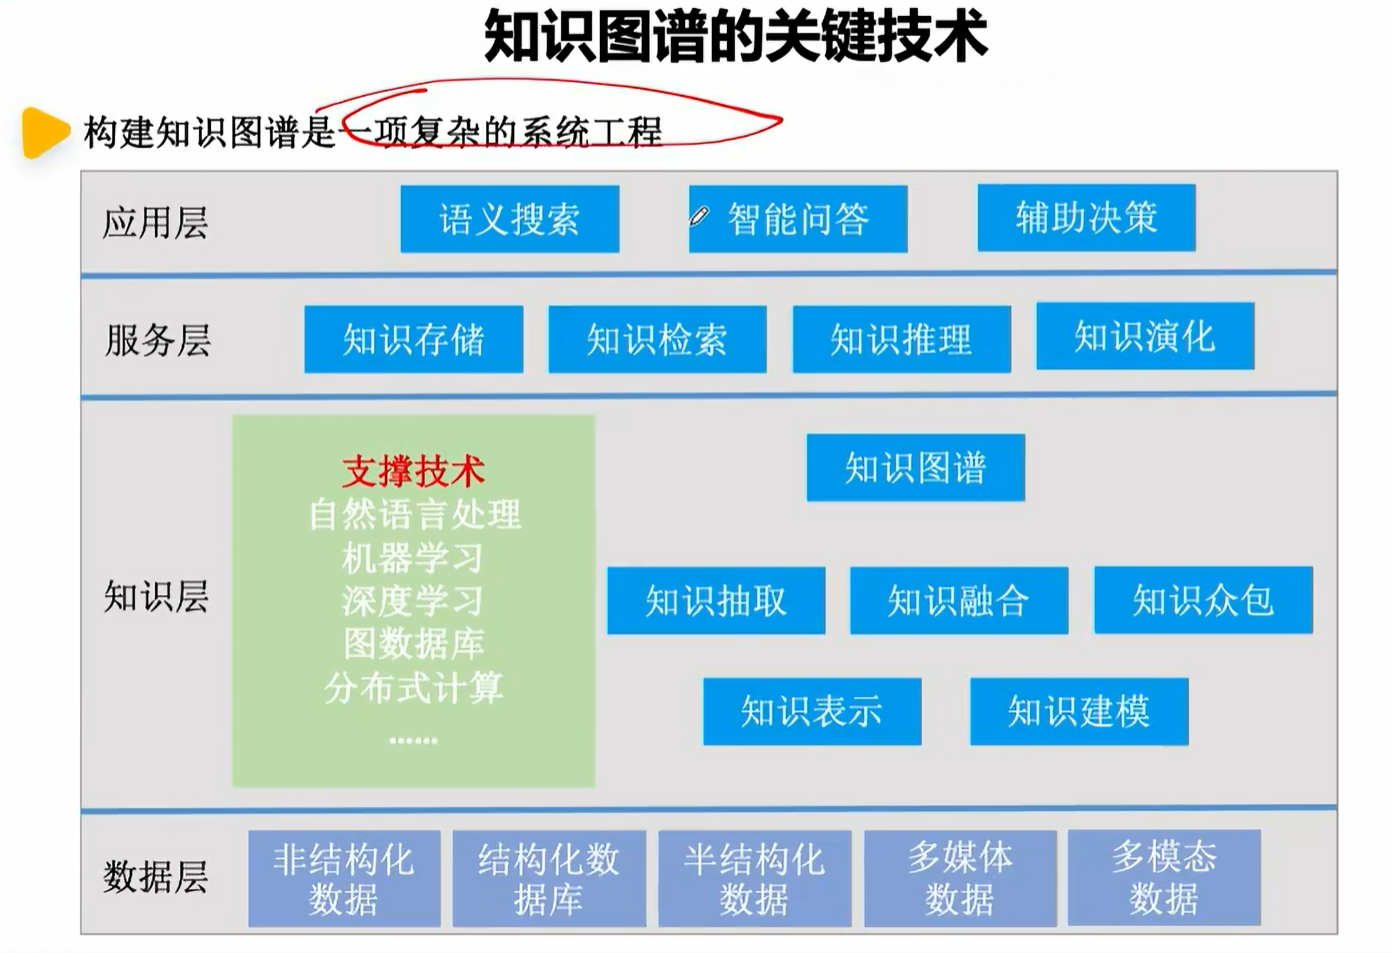 知识图谱的关键技术
构建知识图谱是一项复杂的系统工程
应用层
语义搜索
智能问答
辅助决策
服务层
知识存储
知识检索
知识推理
知识演化
知识层
支撑技术
自然语言处理
机器学习
深度学习
图数据库
分布式计算
......
知识图谱
知识抽取
知识融合
知识众包
知识表示
知识建模
数据层
非结构化
数据
结构化数
据库
半结构化
数据
多媒体
数据
多模态
数据